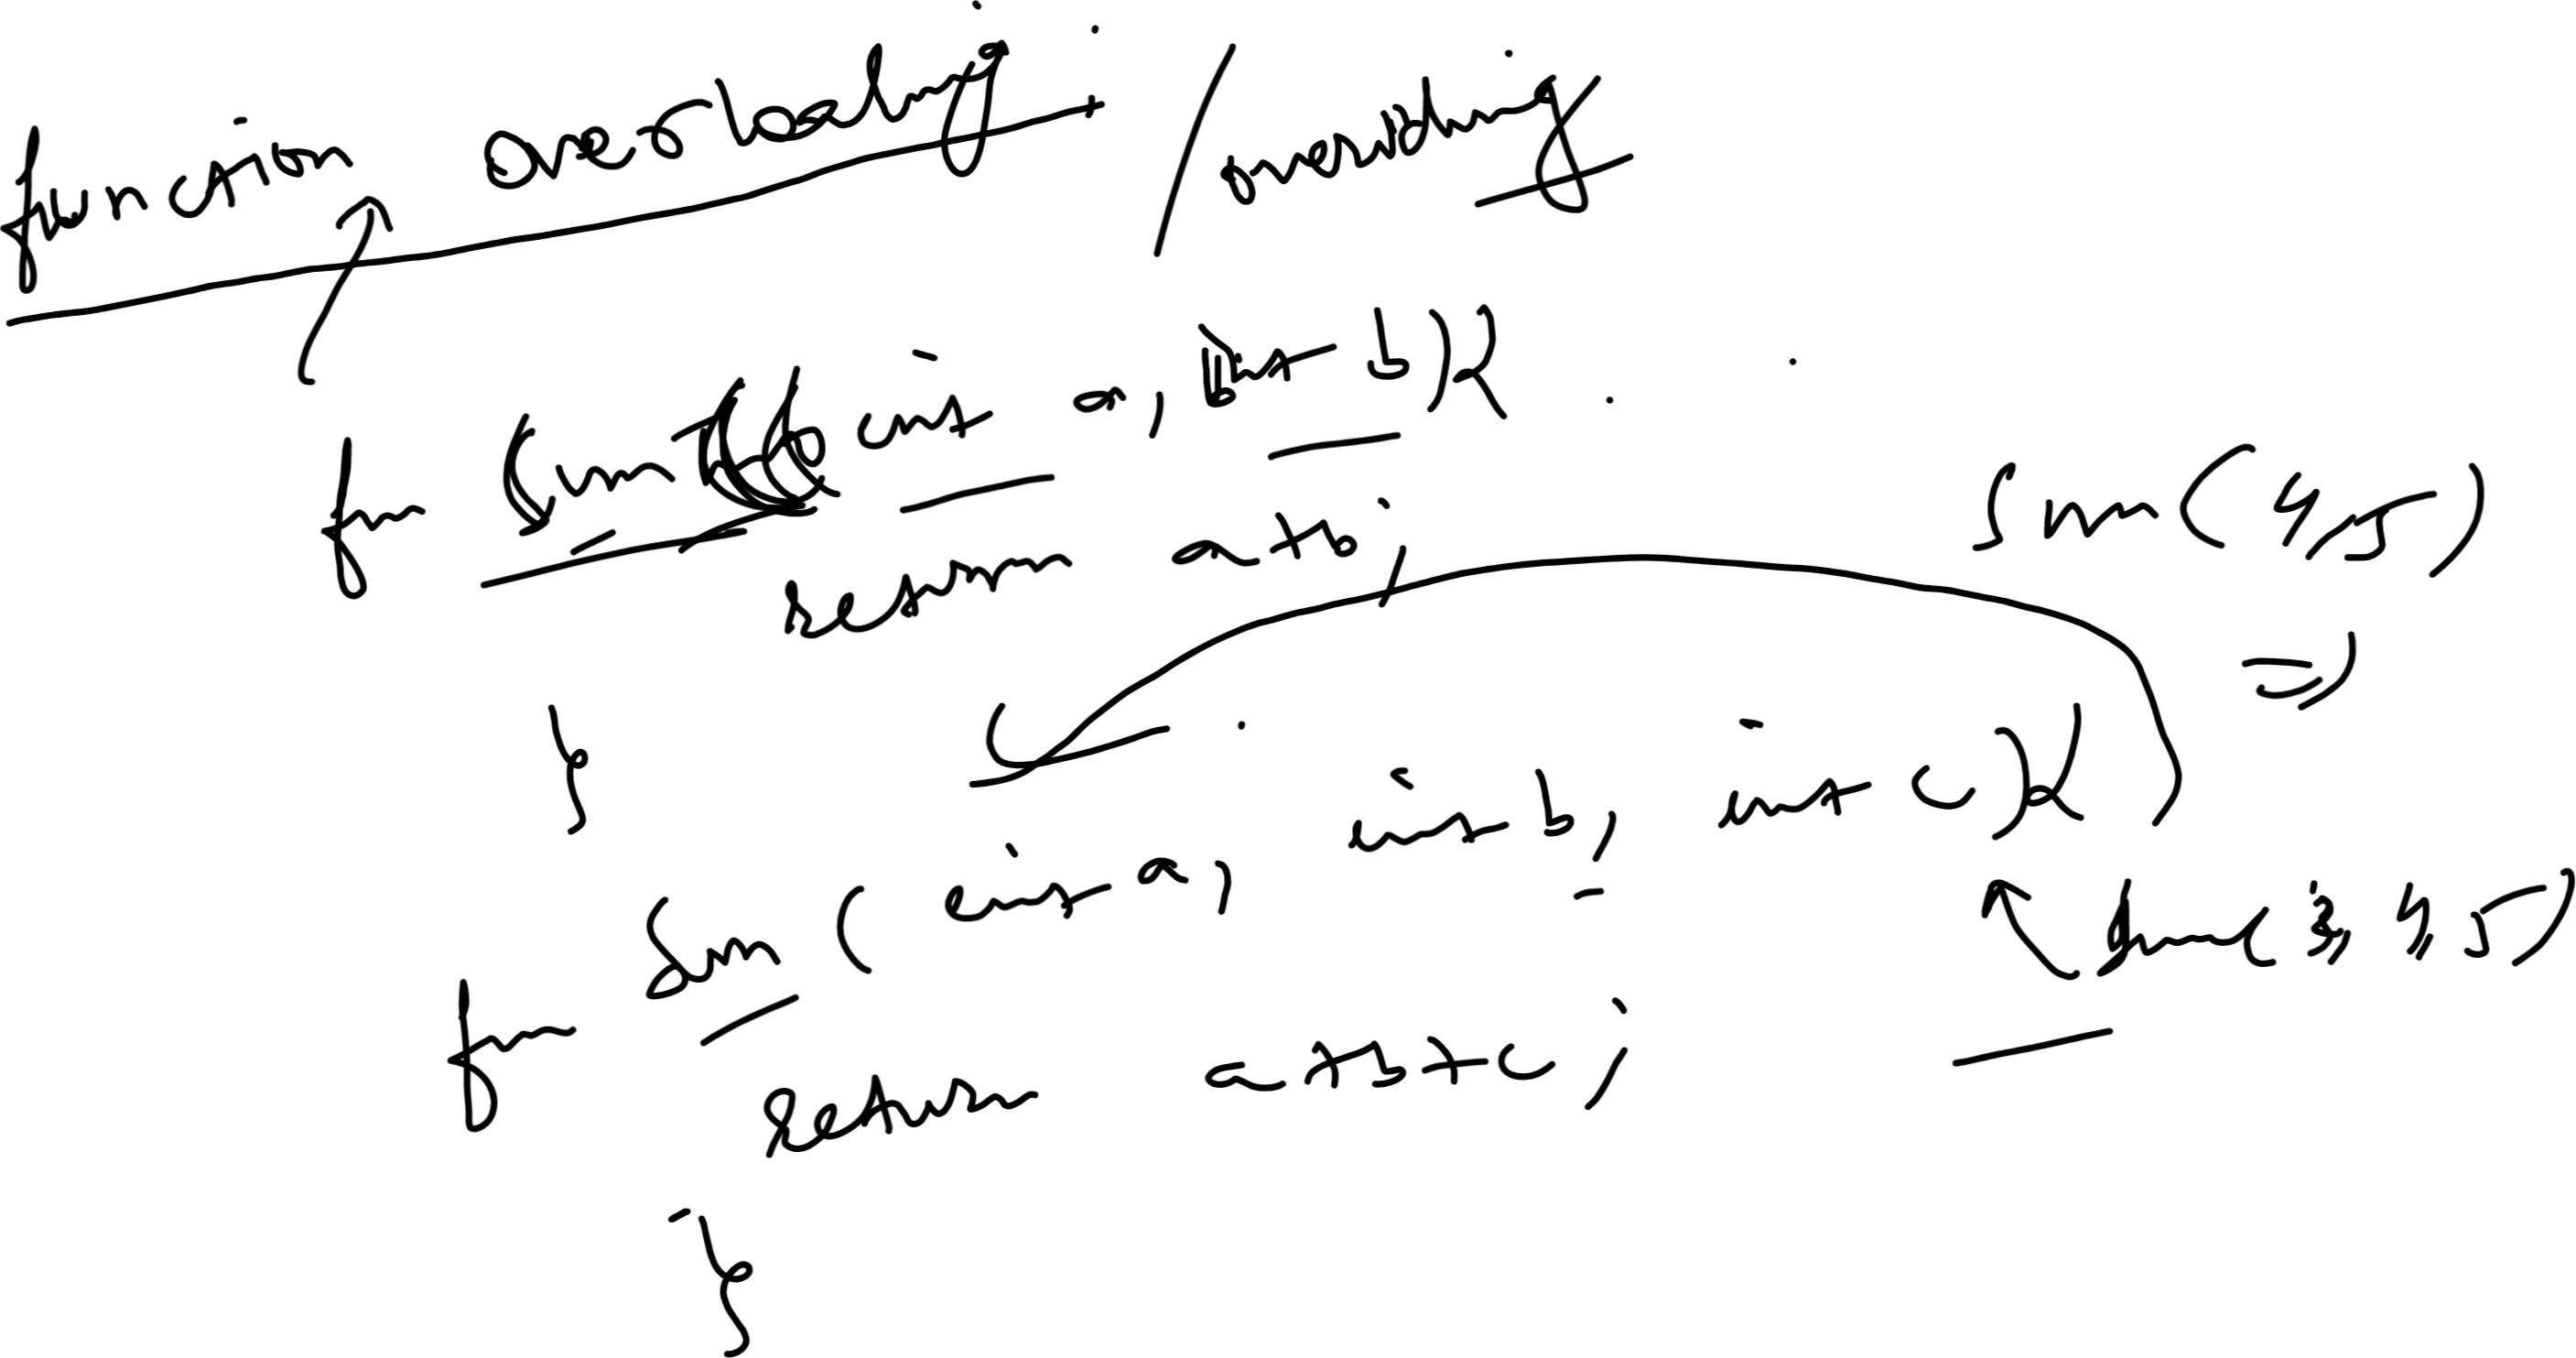 function overloading / overriding
fun sum( int a, int b){
return a+b;
sum(4,5)
=>
}
fun sum( int a, int b, int c){
sum(3,4,5)
return a+b+c;
}